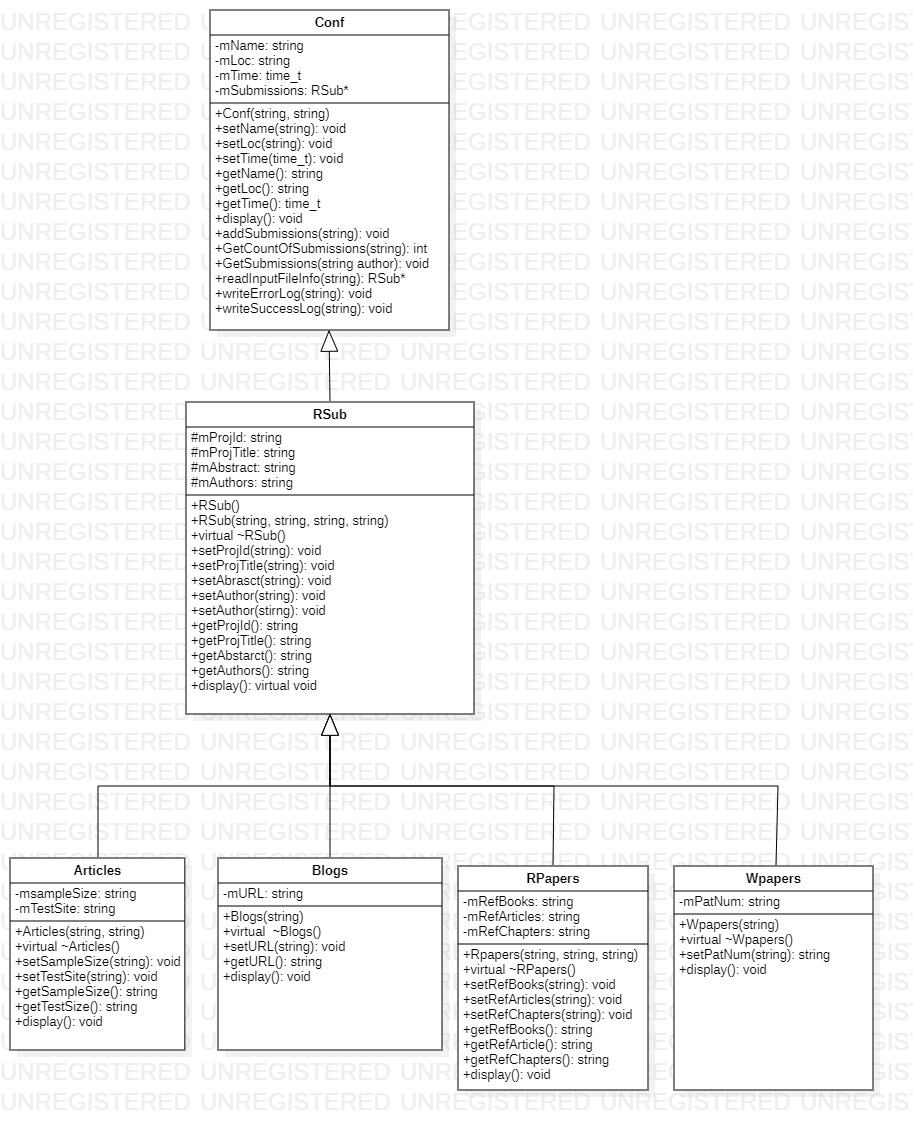 Conf
-mName: string
-mLoc: string
-mTime: time_t
-mSubmissions: RSub*
+Conf(string, string)
+setName(string): void
+setLoc(string): void
+setTime(time_t): void
+getName(): string
+getLoc(): string
+getTime(): time_t
+display(): void
+addSubmissions(string): void
+GetCountOfSubmissions(string): int
+GetSubmissions(string author): void
+readInputFileInfo(string): RSub*
+writeErrorLog(string): void
+writeSuccessLog(string): void
RSub
#mProjId: string
#mProjTitle: string
#mAbstract: string
#mAuthors: string
+RSub()
+RSub(string, string, string, string)
+virtual ~RSub()
+setProjId(string): void
+setProjTitle(string): void
+setAbrasct(string): void
+setAuthor(string): void
+setAuthor(stirng): void
+getProjId(): string
+getProjTitle(): string
+getAbstarct(): string
+getAuthors(): string
+display(): virtual void
Articles
-msampleSize: string
-mTestSite: string
+Articles(string, string)
+virtual ~Articles()
+setSampleSize(string): void
+setTestSite(string): void
+getSampleSize(): string
+getTestSize(): string
+display(): void
Blogs
-mURL: string
+Blogs(string)
+virtual  ~Blogs()
+setURL(string): void
+getURL(): string
+display(): void
RPapers
-mRefBooks: string
-mRefArticles: string
-mRefChapters: string
+Rpapers(string, string, string)
+virtual ~RPapers()
+setRefBooks(string): void
+setRefArticles(string): void
+setRefChapters(string): void
+getRefBooks(): string
+getRefArticle(): string
+getRefChapters(): string
+display(): void
Wpapers
-mPatNum: string
+Wpapers(string)
+virtual ~Wpapers()
+setPatNum(string): string
+display(): void
UNREGISTERED